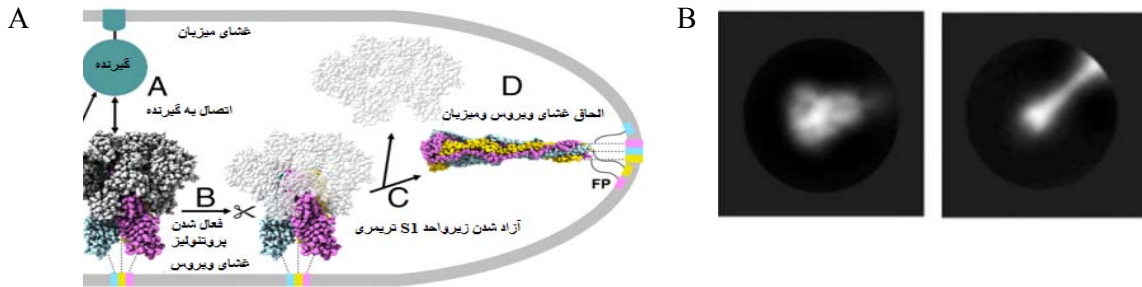 A
B
غشای میزبان
گیرنده
A
اتصال به گیرنده
D
الحاق غشای ویروس ومیزبان
B
فعال شدن
پروتئولیز
غشای ویروس
C
آزاد شدن زیرواحد S1 تریمری
FP